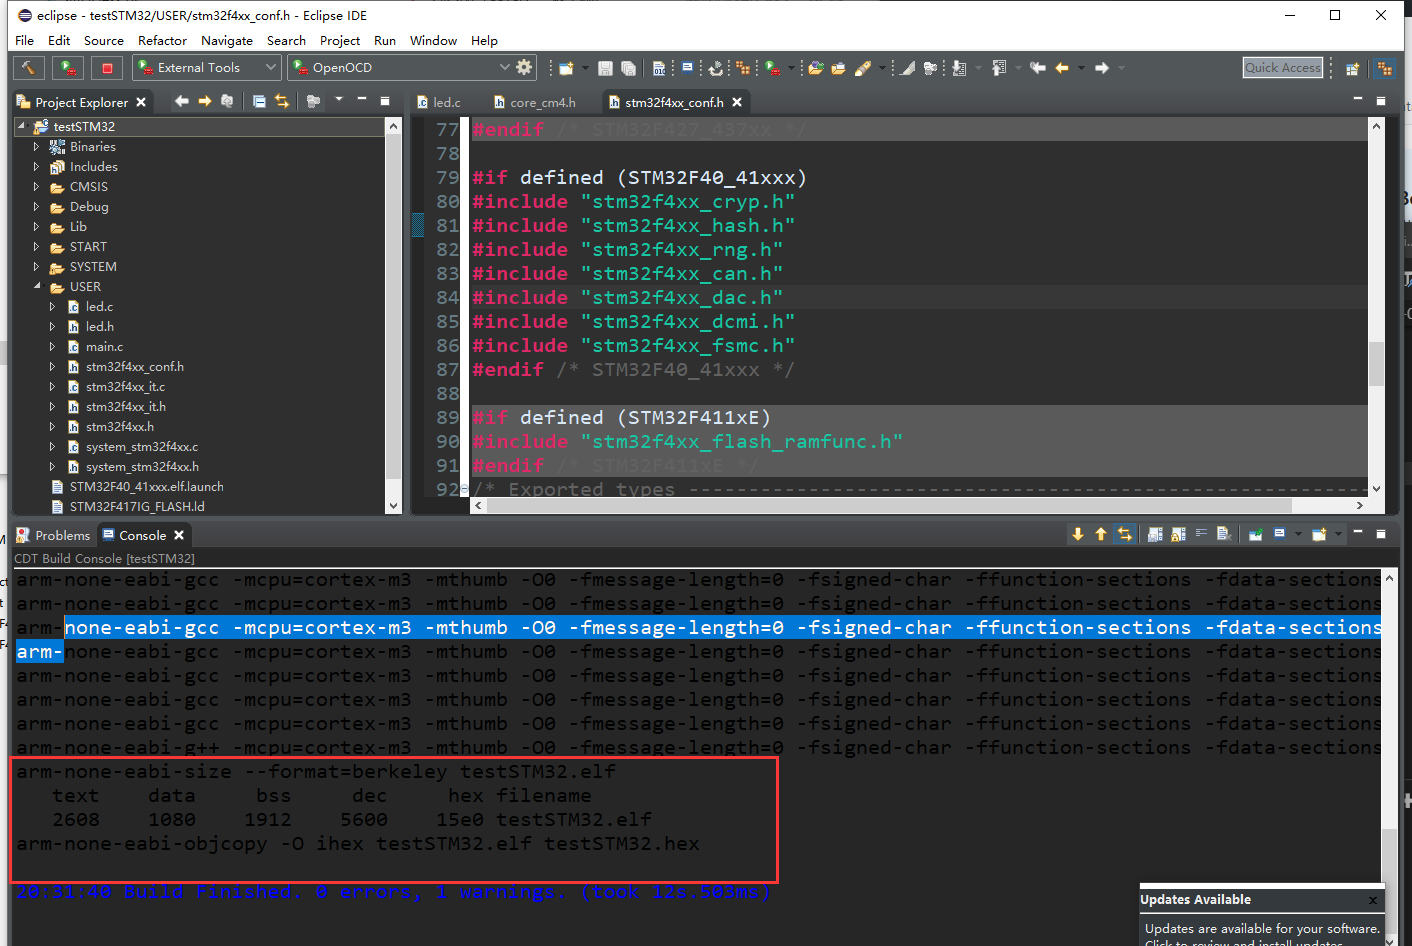 eclipse - testSTM32/USER/stm32f4xx_conf.h - Eclipse IDE
File Edit Source Refactor Navigate Search Project Run Window Help
External Tools
OpenOCD
Quick Access
Project Explorer
led.c
core_cm4.h
stm32f4xx_conf.h
testSTM32
Binaries
Includes
CMSIS
Debug
Lib
START
SYSTEM
USER
led.c
led.h
main.c
stm32f4xx_conf.h
stm32f4xx_it.c
stm32f4xx_it.h
stm32f4xx.h
system_stm32f4xx.c
system_stm32f4xx.h
STM32F40_41xxx.elf.launch
STM32F417IG_FLASH.ld
77 #endif /* STM32F427_437xx */
78
79 #if defined (STM32F40_41xxx)
80 #include "stm32f4xx_cryp.h"
81 #include "stm32f4xx_hash.h"
82 #include "stm32f4xx_rng.h"
83 #include "stm32f4xx_can.h"
84 #include "stm32f4xx_dac.h"
85 #include "stm32f4xx_dcmi.h"
86 #include "stm32f4xx_fsmc.h"
87 #endif /* STM32F40_41xxx */
88
89 #if defined (STM32F411xE)
90 #include "stm32f4xx_flash_ramfunc.h"
91 #endif /* STM32F411xE */
92 /* Exported types ---------------------------------------------------------
Problems
Console
CDT Build Console [testSTM32]
arm-none-eabi-gcc -mcpu=cortex-m3 -mthumb -O0 -fmessage-length=0 -fsigned-char -ffunction-sections -fdata-sections
arm-none-eabi-gcc -mcpu=cortex-m3 -mthumb -O0 -fmessage-length=0 -fsigned-char -ffunction-sections -fdata-sections
arm-none-eabi-gcc -mcpu=cortex-m3 -mthumb -O0 -fmessage-length=0 -fsigned-char -ffunction-sections -fdata-sections
arm-none-eabi-gcc -mcpu=cortex-m3 -mthumb -O0 -fmessage-length=0 -fsigned-char -ffunction-sections -fdata-sections
arm-none-eabi-gcc -mcpu=cortex-m3 -mthumb -O0 -fmessage-length=0 -fsigned-char -ffunction-sections -fdata-sections
arm-none-eabi-gcc -mcpu=cortex-m3 -mthumb -O0 -fmessage-length=0 -fsigned-char -ffunction-sections -fdata-sections
arm-none-eabi-gcc -mcpu=cortex-m3 -mthumb -O0 -fmessage-length=0 -fsigned-char -ffunction-sections -fdata-sections
arm-none-eabi-g++ -mcpu=cortex-m3 -mthumb -O0 -fmessage-length=0 -fsigned-char -ffunction-sections -fdata-sections
arm-none-eabi-size --format=berkeley testSTM32.elf
text data bss dec hex filename
2608 1080 1912 5600 15e0 testSTM32.elf
arm-none-eabi-objcopy -O ihex testSTM32.elf testSTM32.hex
20:31:40 Build Finished. 0 errors, 1 warnings. (took 12s.503ms)
Updates Available
Updates are available for your software.
Click to review and install updates.